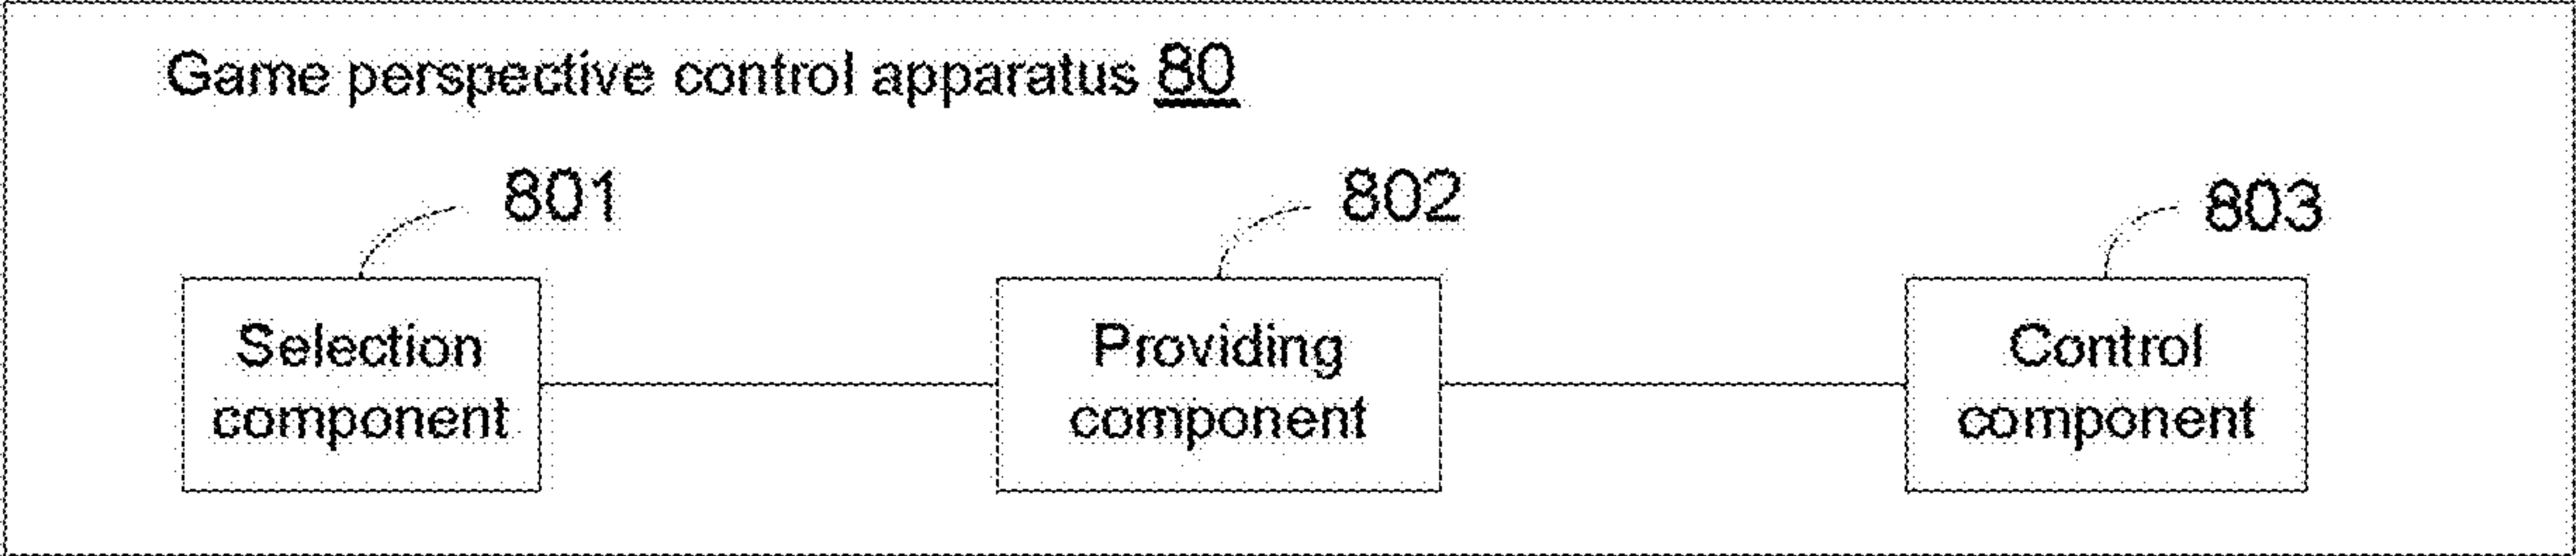 Game perspective control apparatus 80
801
802
803
Selection
component
Providing
component
Control
component